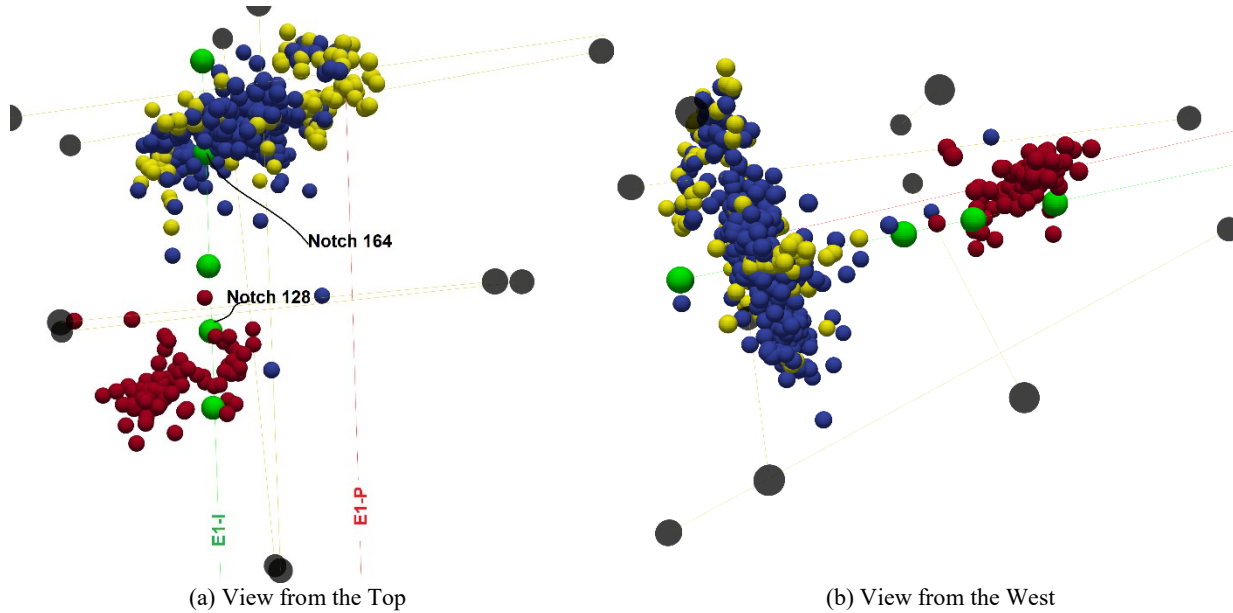 Notch 164
Notch 128
E1-I
E1-P
(a) View from the Top
(b) View from the West